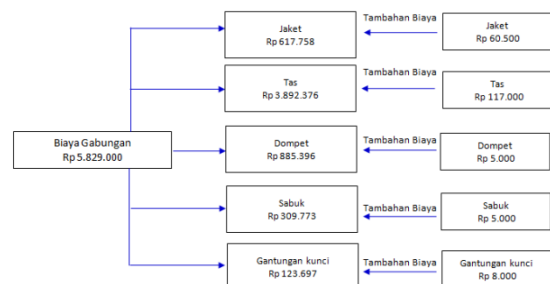 Jaket
Rp 617.758
Tambahan Biaya
Jaket
Rp 60.500
Tas
Rp 3.892.376
Tambahan Biaya
Tas
Rp 117.000
Biaya Gabungan
Rp 5.829.000
Dompet
Rp 885.396
Tambahan Biaya
Dompet
Rp 5.000
Sabuk
Rp 309.773
Tambahan Biaya
Sabuk
Rp 5.000
Gantungan kunci
Rp 123.697
Tambahan Biaya
Gantungan kunci
Rp 8.000